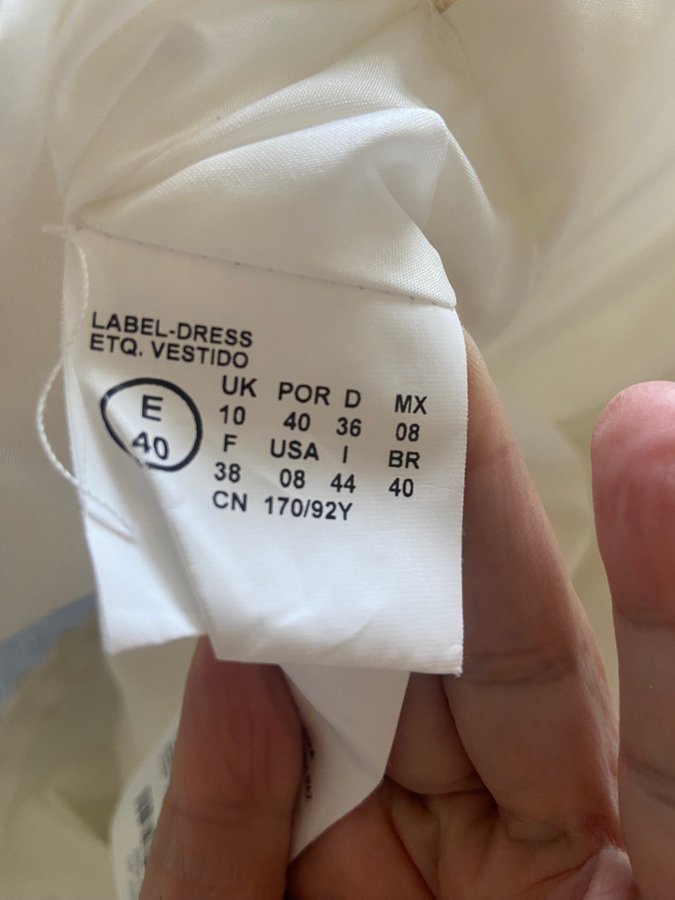 LABEL-DRESS
ETQ. VESTIDO
E
40
UK POR D MX
10 40 36 08
F USA I BR
38 08 44 40
CN 170/92Y